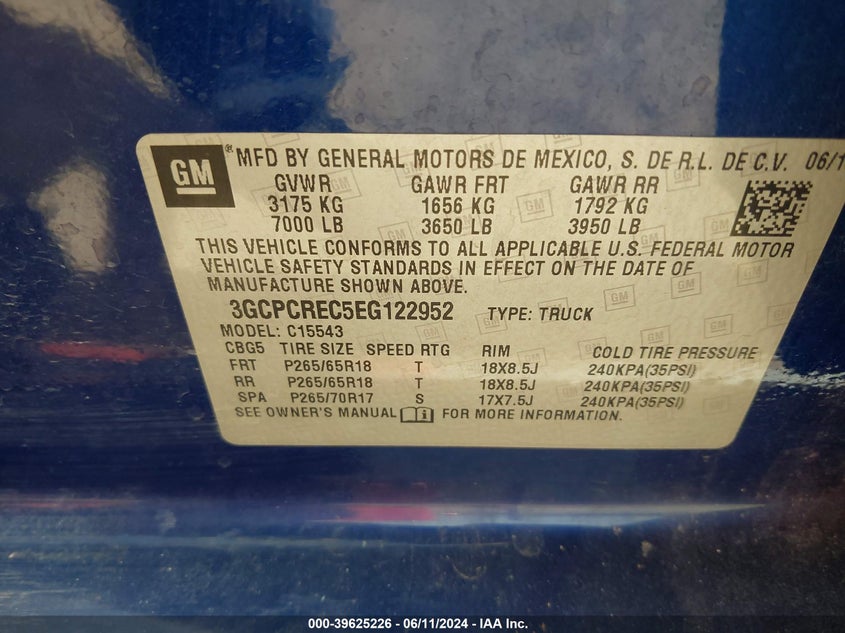 GM® MFD BY GENERAL MOTORS DE MEXICO, S. DE R.L. DE C.V. 06/1
GVWR GAWR FRT GAWR RR
3175 KG 1656 KG 1792 KG
7000 LB 3650 LB 3950 LB
THIS VEHICLE CONFORMS TO ALL APPLICABLE U.S. FEDERAL MOTOR
VEHICLE SAFETY STANDARDS IN EFFECT ON THE DATE OF
MANUFACTURE SHOWN ABOVE.
3GCPCREC5EG122952 TYPE: TRUCK
MODEL: C15543
CBG5 TIRE SIZE SPEED RTG RIM COLD TIRE PRESSURE
FRT P265/65R18 T 18X8.5J 240KPA(35PSI)
RR P265/65R18 T 18X8.5J 240KPA(35PSI)
SPA P265/70R17 S 17X7.5J 240KPA(35PSI)
SEE OWNER'S MANUAL FOR MORE INFORMATION.
000-39625226 - 06/11/2024 - IAA Inc.